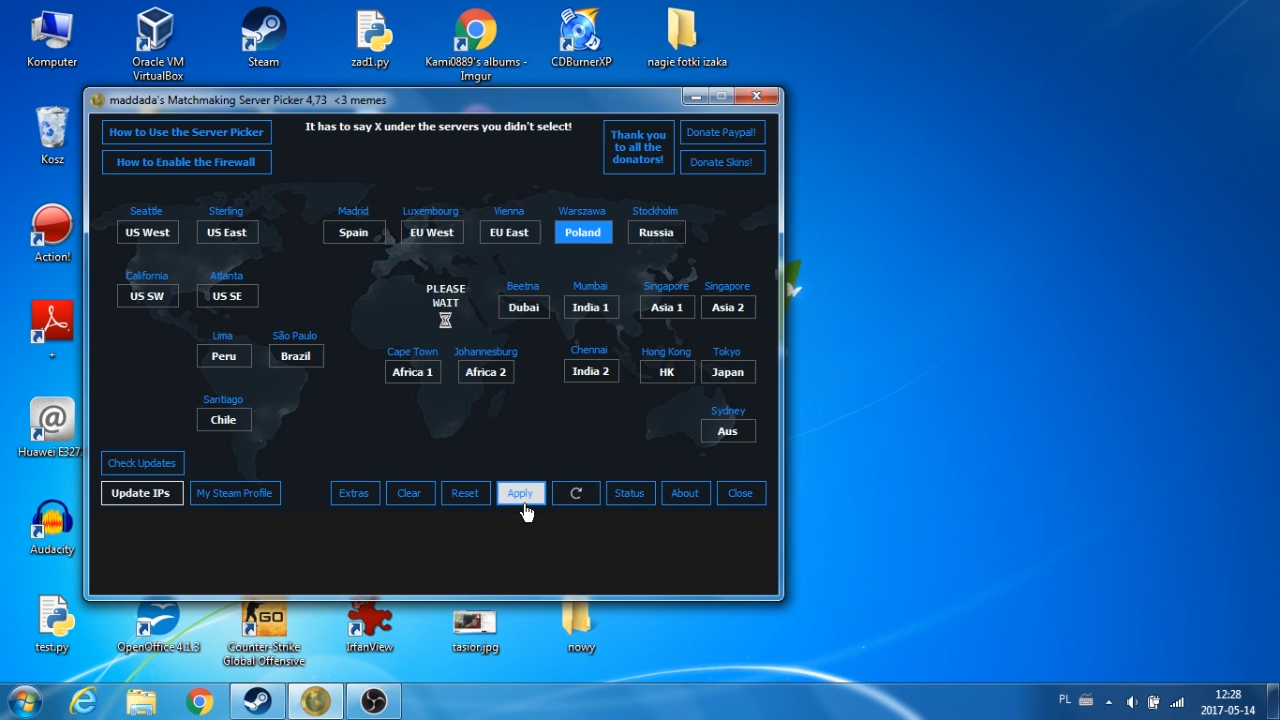 Komputer
Oracle VM
VirtualBox
Steam
zad1.py
Kami0889's albums -
Imgur
CDBurnerXP
nagie fotki izaka
Kosz
Action!
+
Huawei E327
Audacity
test.py
OpenOffice 4.1.3
GO
Counter-Strike
Global Offensive
IrfanView
tasior.jpg
nowy
maddada's Matchmaking Server Picker 4,73 <3 memes
How to Use the Server Picker
It has to say X under the servers you didn't select!
Thank you
to all the
donators!
Donate Paypal!
How to Enable the Firewall
Donate Skins!
Seattle
Sterling
Madrid
Luxembourg
Vienna
Warszawa
Stockholm
US West
US East
Spain
EU West
EU East
Poland
Russia
California
Atlanta
US SW
US SE
PLEASE
WAIT
Beetna
Mumbai
Singapore
Singapore
Dubai
India 1
Asia 1
Asia 2
Lima
São Paulo
Peru
Brazil
Cape Town
Johannesburg
Chennai
Hong Kong
Tokyo
Africa 1
Africa 2
India 2
HK
Japan
Santiago
Chile
Sydney
Aus
Check Updates
Update IPs
My Steam Profile
Extras
Clear
Reset
Apply
Status
About
Close
PL
12:28
2017-05-14